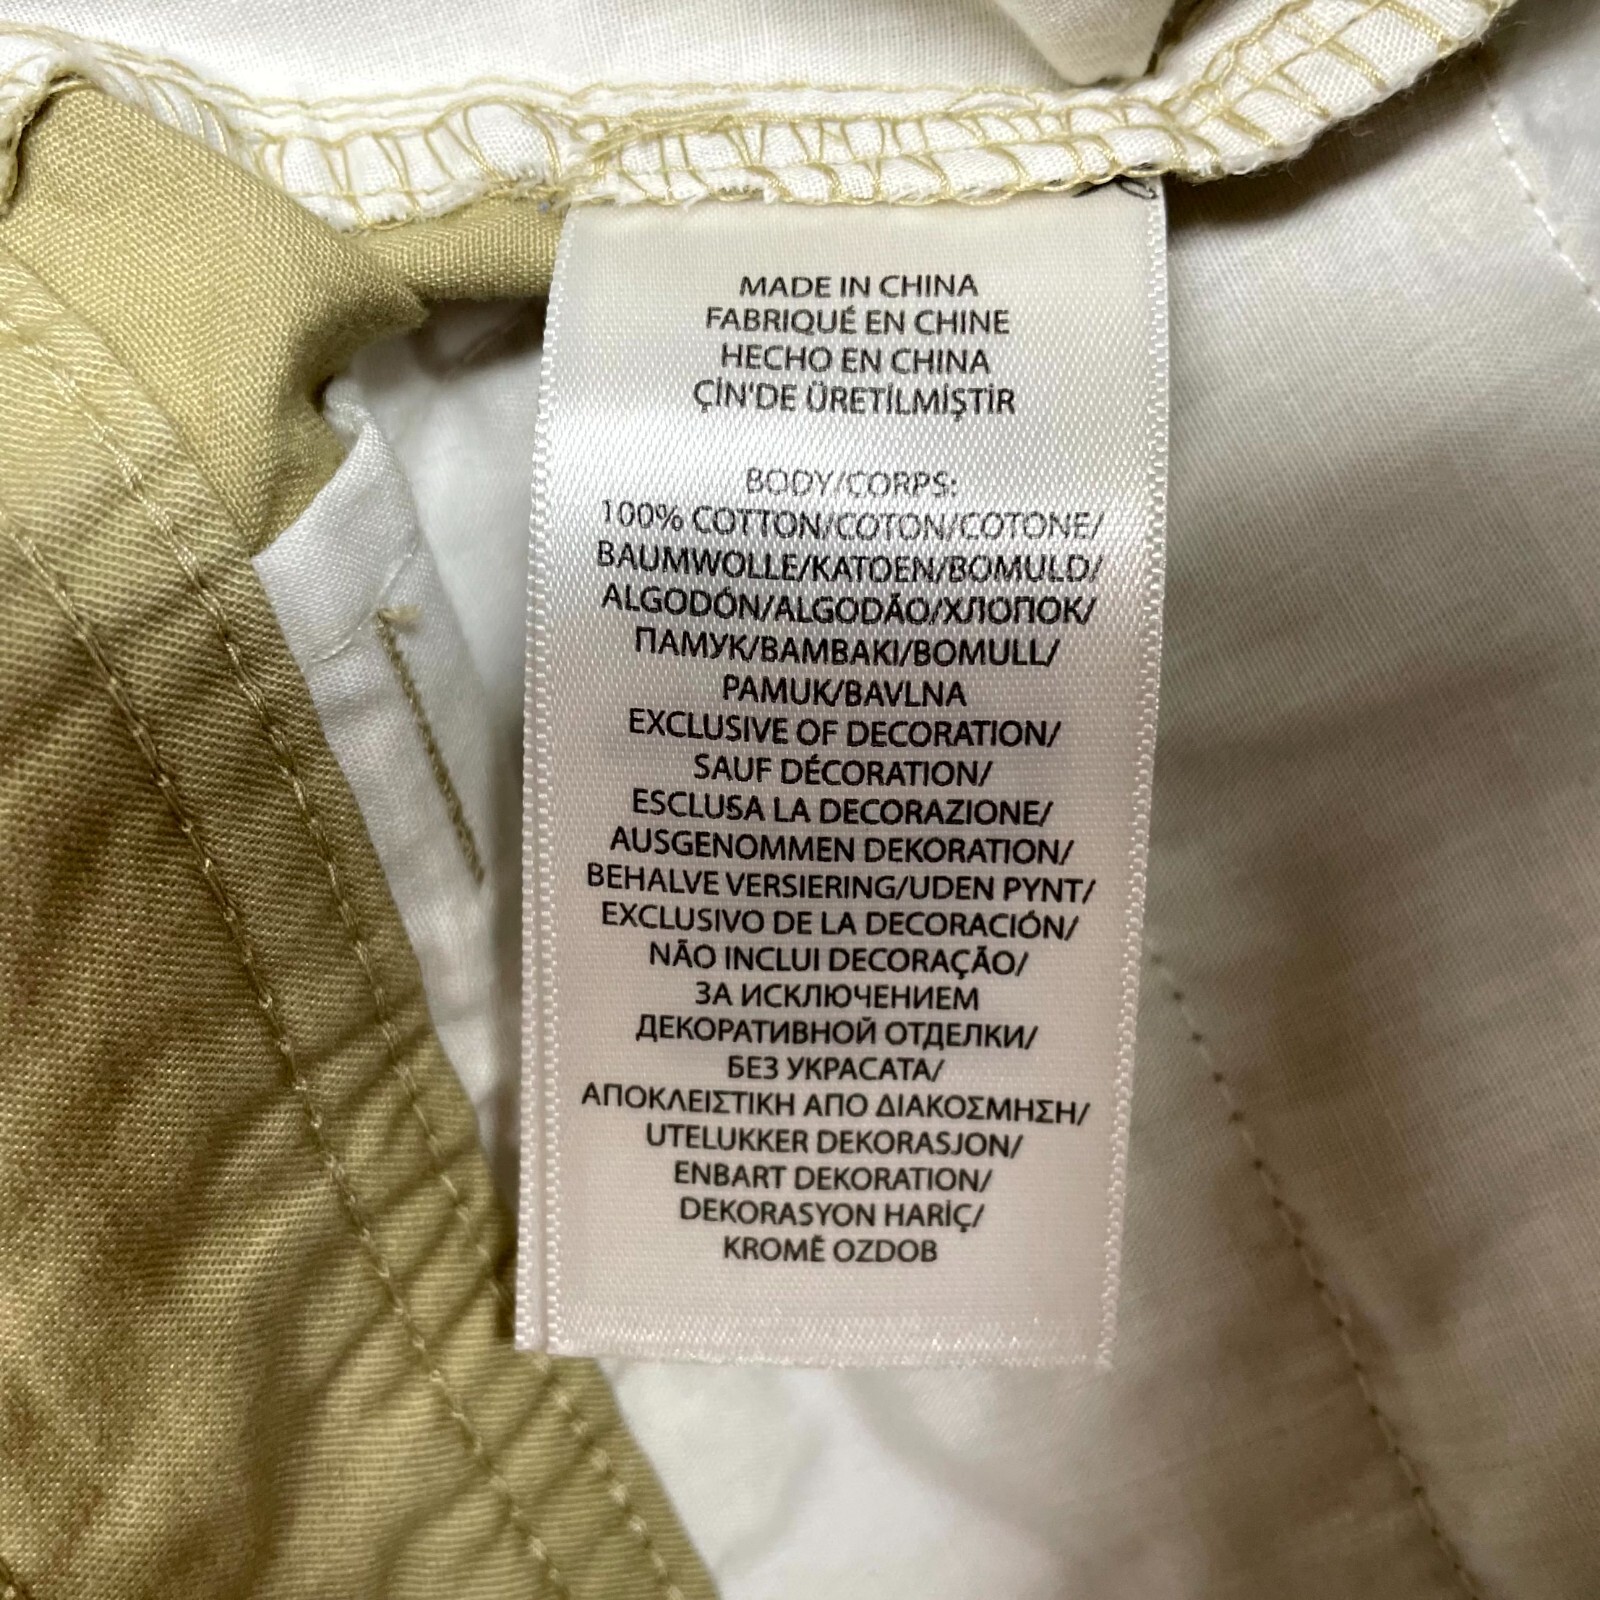 MADE IN CHINA
FABRIQUÉ EN CHINE
HECHO EN CHINA
ÇİN'DE ÜRETİLMİŞTİR
BODY/CORPS:
100% COTTON/COTON/COTONE/
BAUMWOLLE/KATOEN/BOMULD/
ALGODÓN/ALGODÃO/ХЛОПОК/
ПАМУК/ΒΑΜΒΑΚΙ/BOMULL/
PAMUK/BAVLNA
EXCLUSIVE OF DECORATION/
SAUF DÉCORATION/
ESCLUSA LA DECORAZIONE/
AUSGENOMMEN DEKORATION/
BEHALVE VERSIERING/UDEN PYNT/
EXCLUSIVO DE LA DECORACIÓN/
NÃO INCLUI DECORAÇÃO/
ЗА ИСКЛЮЧЕНИЕМ
ДЕКОРАТИВНОЙ ОТДЕЛКИ/
БЕЗ УКРАСАТА/
ΑΠΟΚΛΕΙΣΤΙΚΗ ΑΠΟ ΔΙΑΚΟΣΜΗΣΗ/
UTELUKKER DEKORASJON/
ENBART DEKORATION/
DEKORASYON HARİÇ/
KROMĚ OZDOB